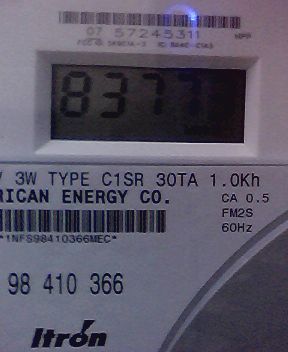 07 57245311
8377
V 3W TYPE C1SR 30TA 1.0Kh
RICAN ENERGY CO.
CA 0.5
FM2S
60Hz
*1NFS98410366MEC*
98 410 366
Itron